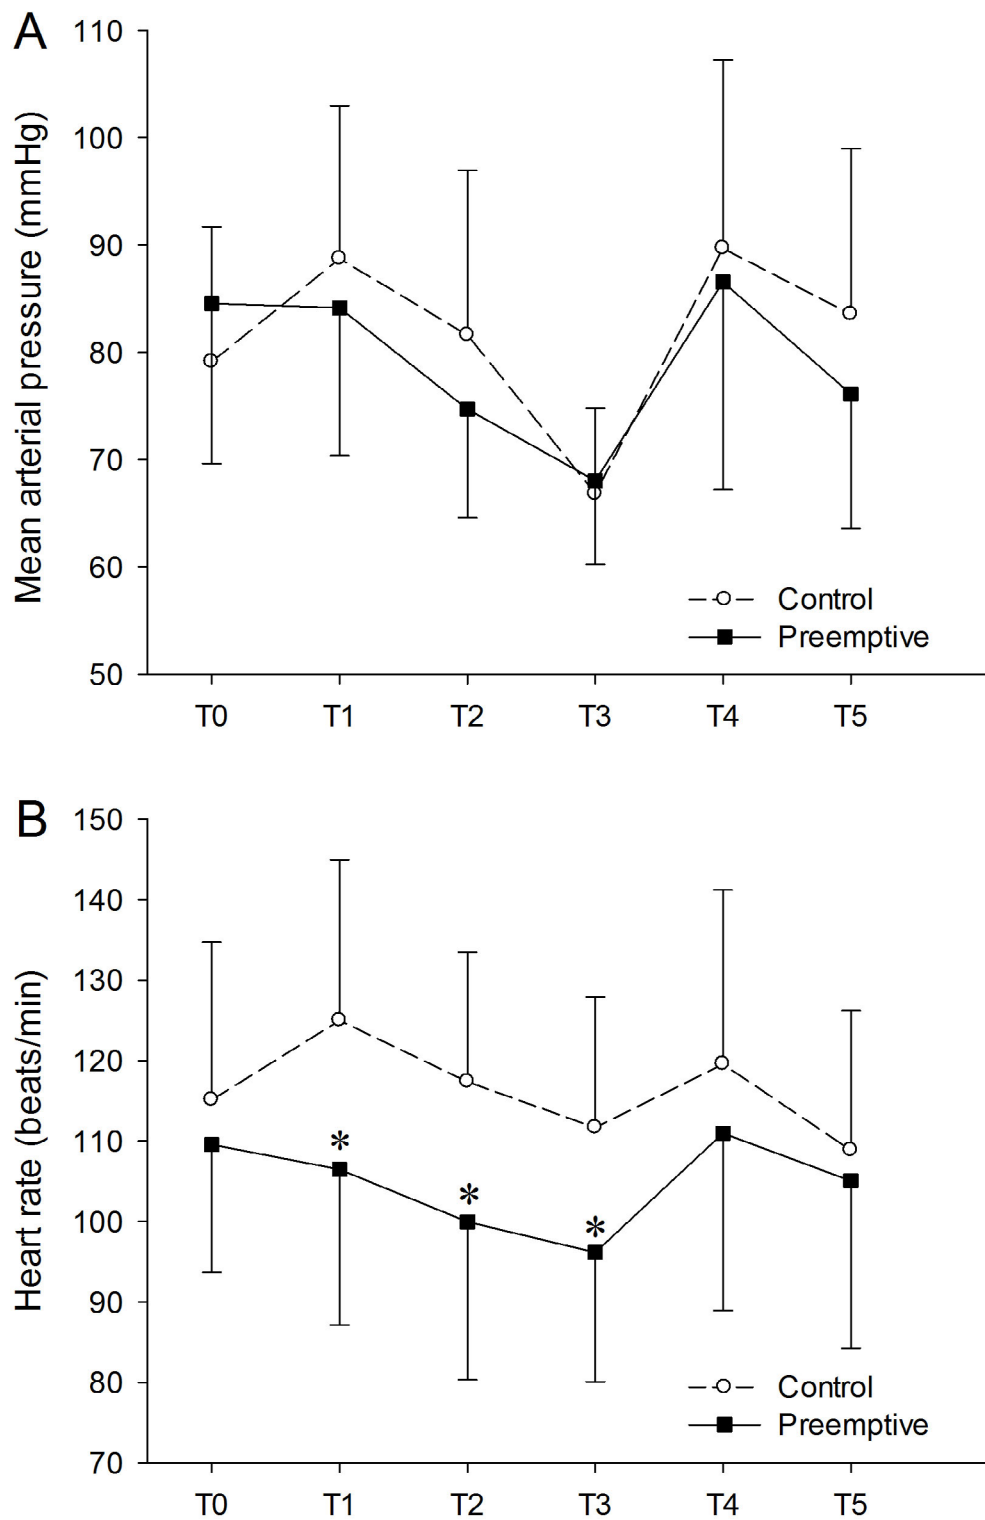 A
Mean arterial pressure (mmHg)
110
100
90
80
70
60
50
Control
Preemptive
T0 T1 T2 T3 T4 T5
B
Heart rate (beats/min)
150
140
130
120
110
100
90
80
70
*
*
*
Control
Preemptive
T0 T1 T2 T3 T4 T5